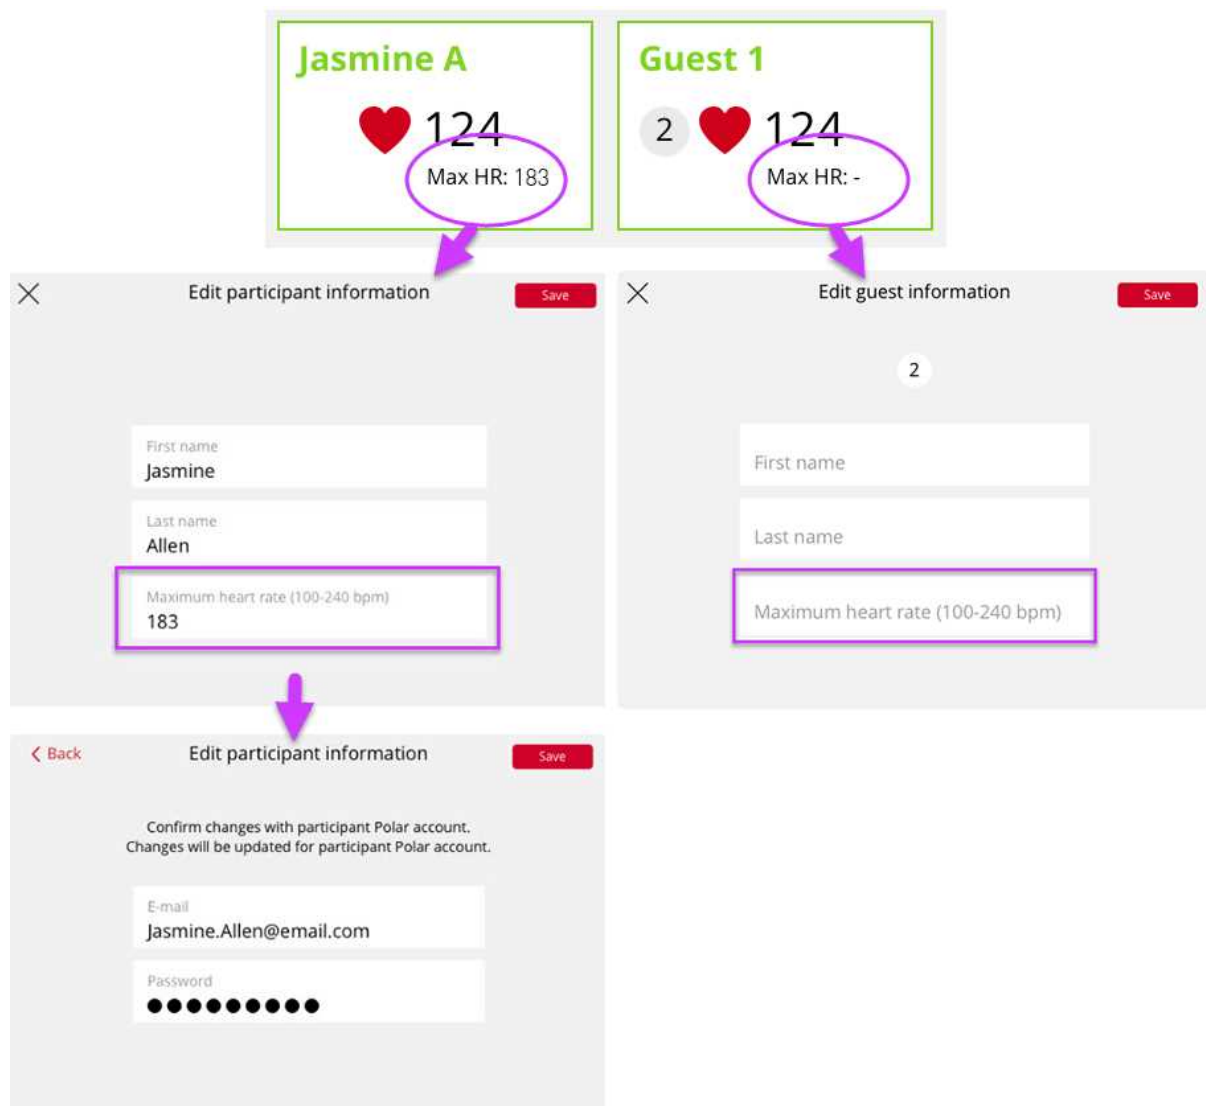 Jasmine A
124
Max HR: 183
Guest 1
2
124
Max HR: -
Edit participant information
Save
First name
Jasmine
Last name
Allen
Maximum heart rate (100-240 bpm)
183
Edit guest information
Save
2
First name
Last name
Maximum heart rate (100-240 bpm)
Back
Edit participant information
Save
Confirm changes with participant Polar account.
Changes will be updated for participant Polar account.
E-mail
Jasmine.Allen@email.com
Password
●●●●●●●●●